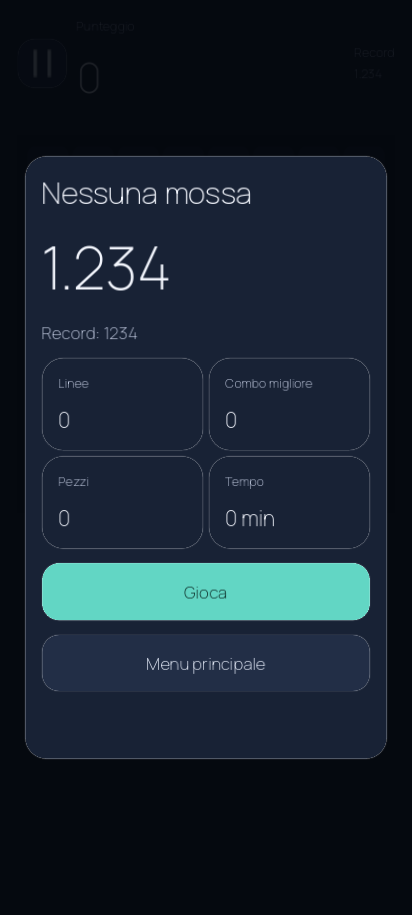 Punteggio
0
Record
1.234
Nessuna mossa
1.234
Record: 1234
Linee
0
Combo migliore
0
Pezzi
0
Tempo
0 min
Gioca
Menu principale